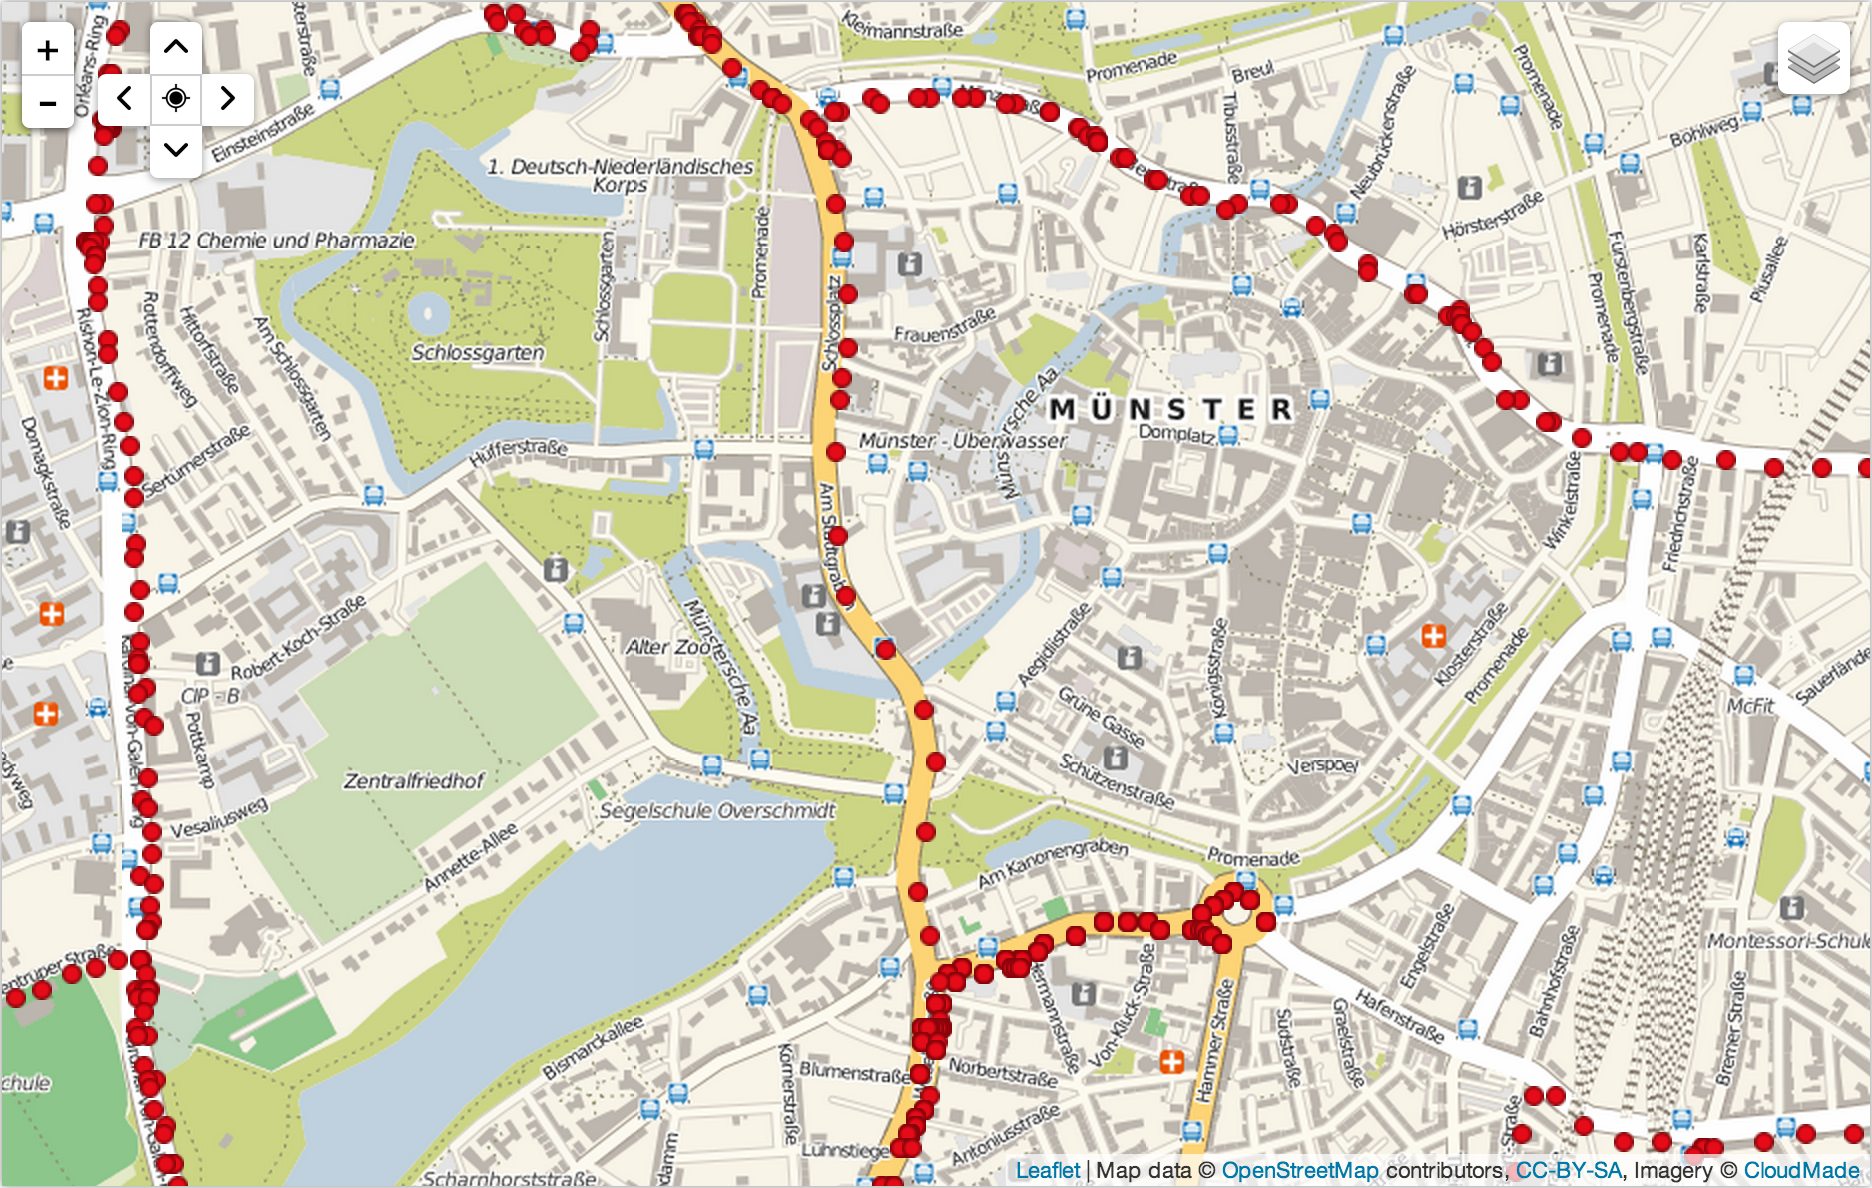 Kleimannstraße
Promenade
Breul
Promenade
Orléans-Ring
Einsteinstraße
Tibusstraße
Neubrückenstraße
Bohlweg
1. Deutsch-Niederländisches
Korps
Hörsterstraße
FB 12 Chemie und Pharmazie
Promenade
Schlossgarten
Schlossplatz
Fürstenbergstraße
Karlstraße
Piusallee
Promenade
Rottendorffweg
Hittorfstraße
Am Schlossgarten
Rishon-Le-Zion-Ring
Frauenstraße
Schlossgarten
MÜNSTER
Domplatz
Münster - Überwasser
Münstersche Aa
Domagkstraße
Sertürnerstraße
Hüfferstraße
Winkelstraße
Friedrichstraße
Am Stadtgraben
Robert-Koch-Straße
Alter Zoo
Münstersche Aa
Aegidiistraße
Königsstraße
Klosterstraße
Promenade
Sauerlände
McFit
CIP - B
Pottkamp
Grüne Gasse
Schützenstraße
Verspoel
Zentralfriedhof
Segelschule Overschmidt
Vesaliusweg
Annette-Allee
Am Kanonengraben
Promenade
Montessori-Schule
Engelstraße
Bahnhofstraße
Bremer Straße
Hafenstraße
Hammer Straße
Südstraße
Graelstraße
Von-Kluck-Straße
Hermannstraße
Bismarckallee
Körnerstraße
Blumenstraße
Norbertstraße
chule
Antoniusstraße
Lühnstiege
Scharnhorststraße
damm
Leaflet | Map data © OpenStreetMap contributors, CC-BY-SA, Imagery © CloudMade